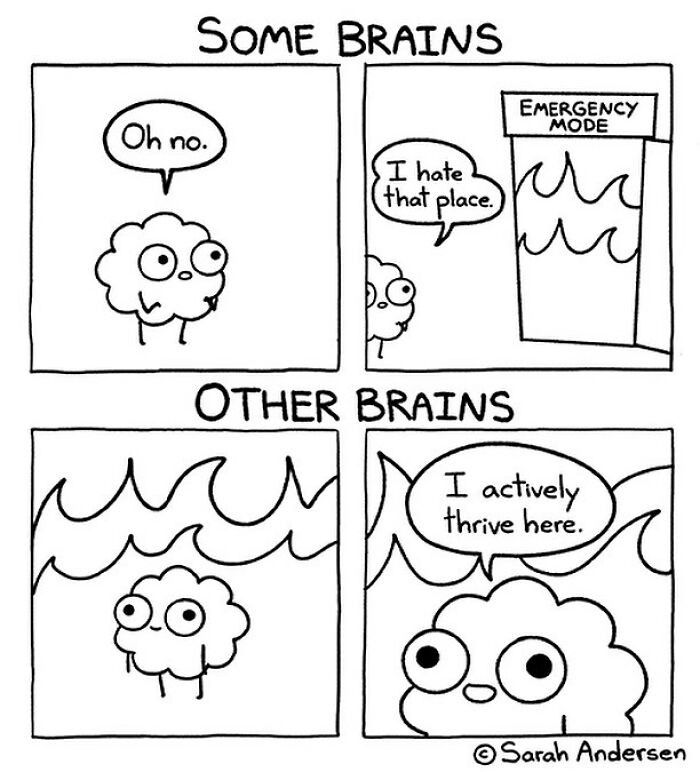 SOME BRAINS
Oh no.
EMERGENCY
MODE
I hate
that place.
OTHER BRAINS
I actively
thrive here.
© Sarah Andersen